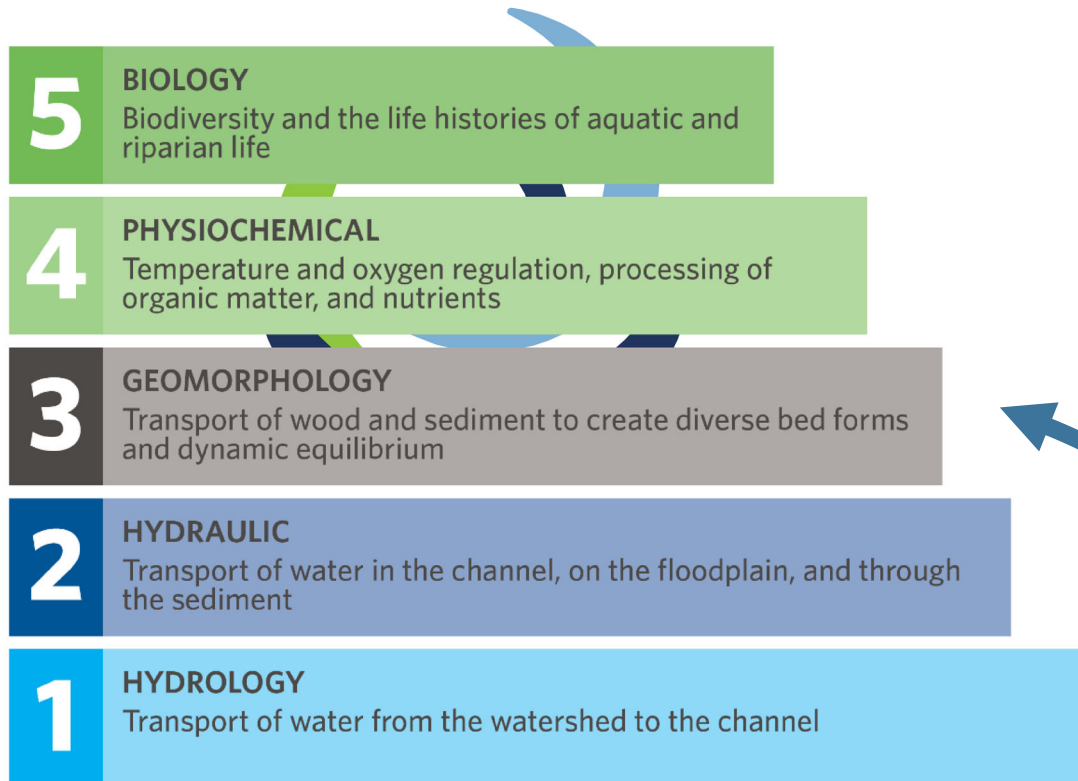 5
BIOLOGY
Biodiversity and the life histories of aquatic and
riparian life
4
PHYSIOCHEMICAL
Temperature and oxygen regulation, processing of
organic matter, and nutrients
3
GEOMORPHOLOGY
Transport of wood and sediment to create diverse bed forms
and dynamic equilibrium
2
HYDRAULIC
Transport of water in the channel, on the floodplain, and through
the sediment
1
HYDROLOGY
Transport of water from the watershed to the channel